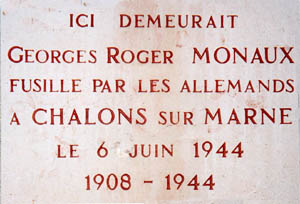 ICI DEMEURAIT
GEORGES ROGER MONAUX
FUSILLE PAR LES ALLEMANDS
A CHALONS SUR MARNE
LE 6 JUIN 1944
1908 - 1944